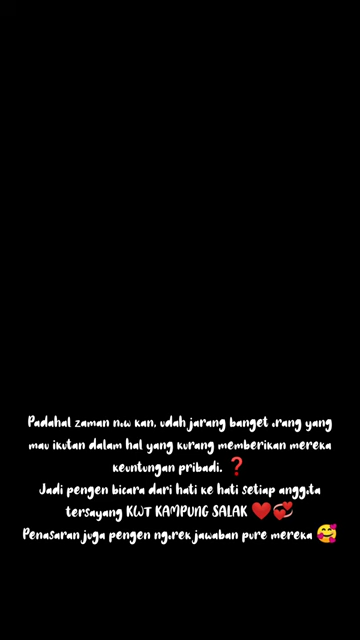 Padahal zaman now kan, udah jarang banget orang yang
mau ikutan dalam hal yang kurang memberikan mereka
keuntungan pribadi. ❓
Jadi pengen bicara dari hati ke hati setiap anggota
tersayang KWT KAMPUNG SALAK ❤️💞
Penasaran juga pengen ngorek jawaban pure mereka 🥰